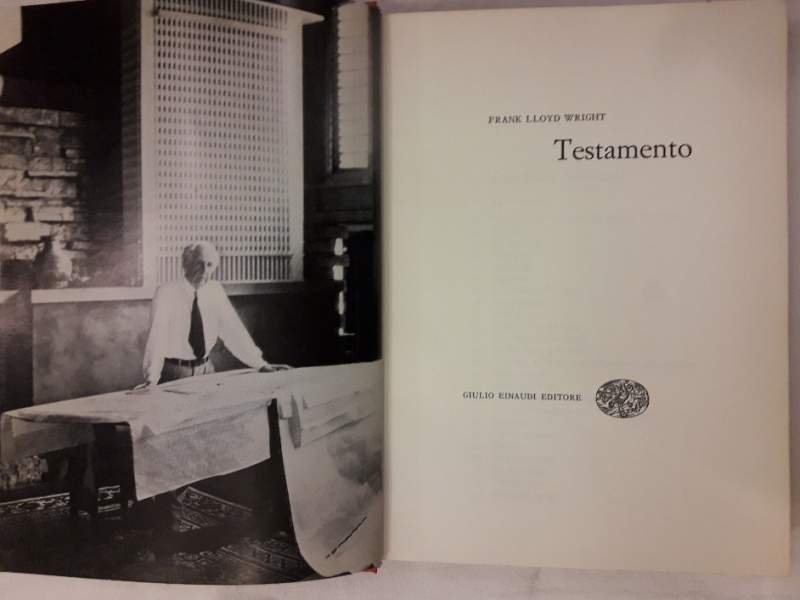 FRANK LLOYD WRIGHT
Testamento
GIULIO EINAUDI EDITORE